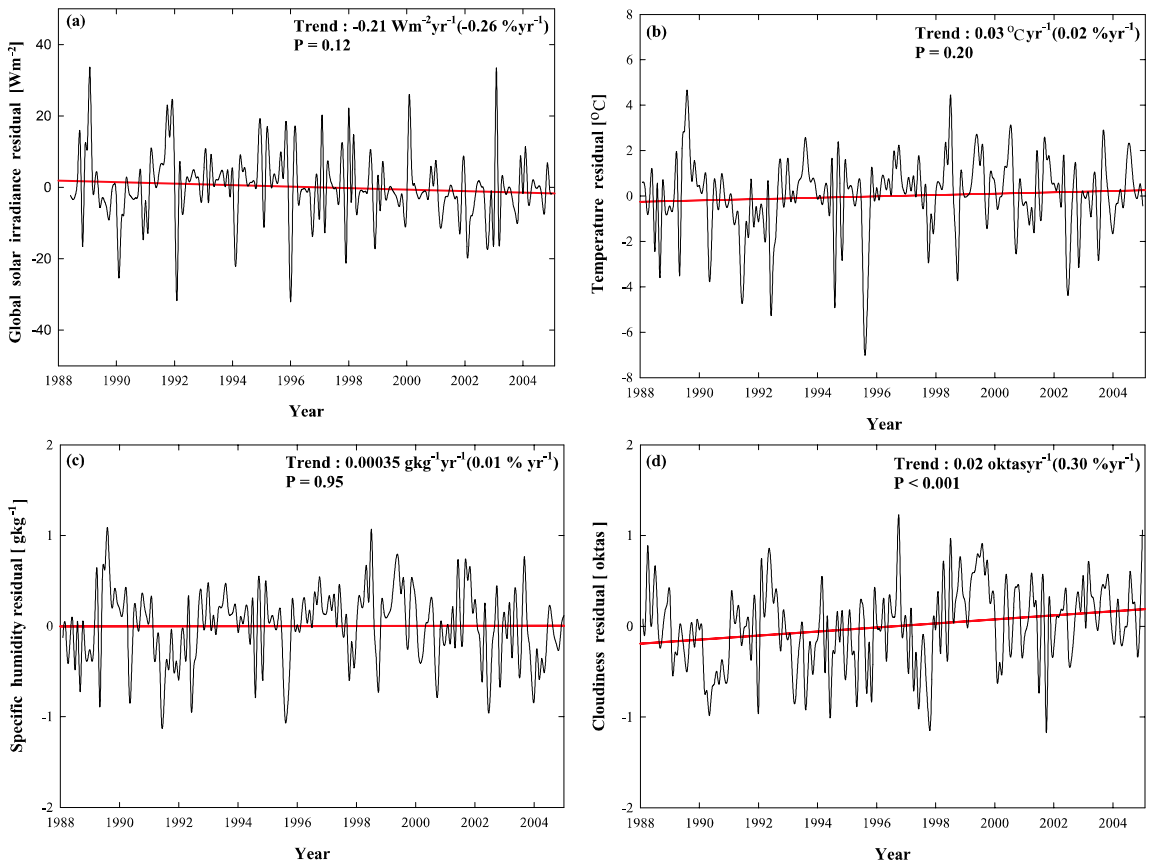 (a)
Trend : -0.21 Wm⁻²yr⁻¹(-0.26 %yr⁻¹)
P = 0.12
Global solar irradiance residual [Wm⁻²]
40
20
0
-20
-40
1988 1990 1992 1994 1996 1998 2000 2002 2004
Year
(b)
Trend : 0.03 ⁰C yr⁻¹(0.02 %yr⁻¹)
P = 0.20
Temperature residual [⁰C]
8
6
4
2
0
-2
-4
-6
-8
1988 1990 1992 1994 1996 1998 2000 2002 2004
Year
(c)
Trend : 0.00035 gkg⁻¹yr⁻¹(0.01 % yr⁻¹)
P = 0.95
Specific humidity residual [ gkg⁻¹]
2
1
0
-1
-2
1988 1990 1992 1994 1996 1998 2000 2002 2004
Year
(d)
Trend : 0.02 oktasyr⁻¹(0.30 %yr⁻¹)
P < 0.001
Cloudiness residual [ oktas ]
2
1
0
-1
-2
1988 1990 1992 1994 1996 1998 2000 2002 2004
Year